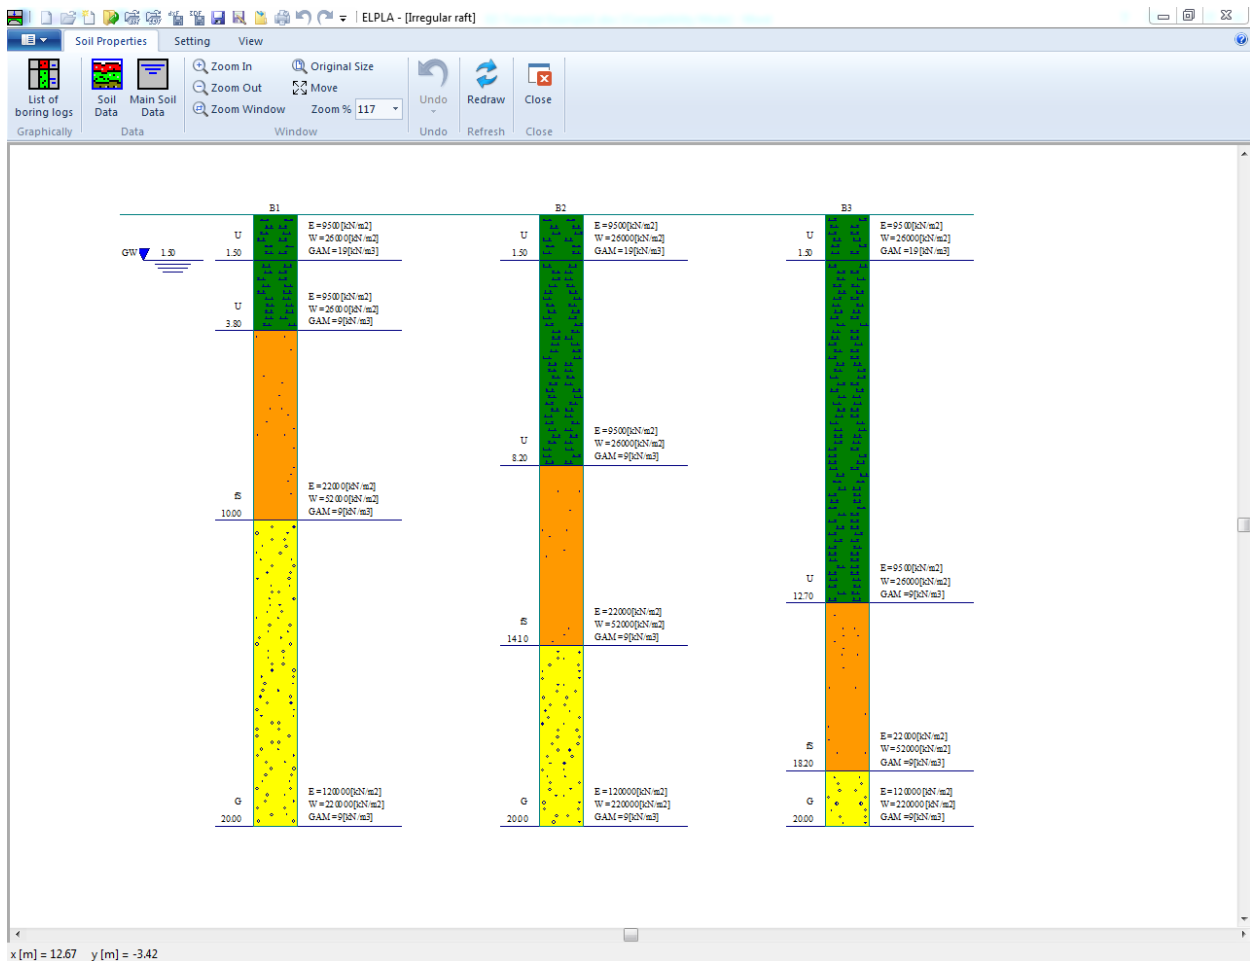 ELPLA - [Irregular raft]
Soil Properties Setting View
List of boring logs
Soil Data
Main Soil Data
Zoom In
Zoom Out
Zoom Window
Original Size
Move
Zoom % 117
Undo
Redraw
Close
Graphically Data Window Undo Refresh Close
B1 B2 B3
GW 1.50
U
1.50
E=9500[kN/m2]
W=26000[kN/m2]
GAM=19[kN/m3]
U
3.80
E=9500[kN/m2]
W=26000[kN/m2]
GAM=9[kN/m3]
fS
10.00
E=22000[kN/m2]
W=52000[kN/m2]
GAM=9[kN/m3]
G
20.00
E=120000[kN/m2]
W=220000[kN/m2]
GAM=9[kN/m3]
U
1.50
E=9500[kN/m2]
W=26000[kN/m2]
GAM=19[kN/m3]
U
8.20
E=9500[kN/m2]
W=26000[kN/m2]
GAM=9[kN/m3]
fS
14.10
E=22000[kN/m2]
W=52000[kN/m2]
GAM=9[kN/m3]
G
20.00
E=120000[kN/m2]
W=220000[kN/m2]
GAM=9[kN/m3]
U
1.50
E=9500[kN/m2]
W=26000[kN/m2]
GAM=19[kN/m3]
U
12.70
E=9500[kN/m2]
W=26000[kN/m2]
GAM=9[kN/m3]
fS
18.20
E=22000[kN/m2]
W=52000[kN/m2]
GAM=9[kN/m3]
G
20.00
E=120000[kN/m2]
W=220000[kN/m2]
GAM=9[kN/m3]
x [m] = 12.67 y [m] = -3.42